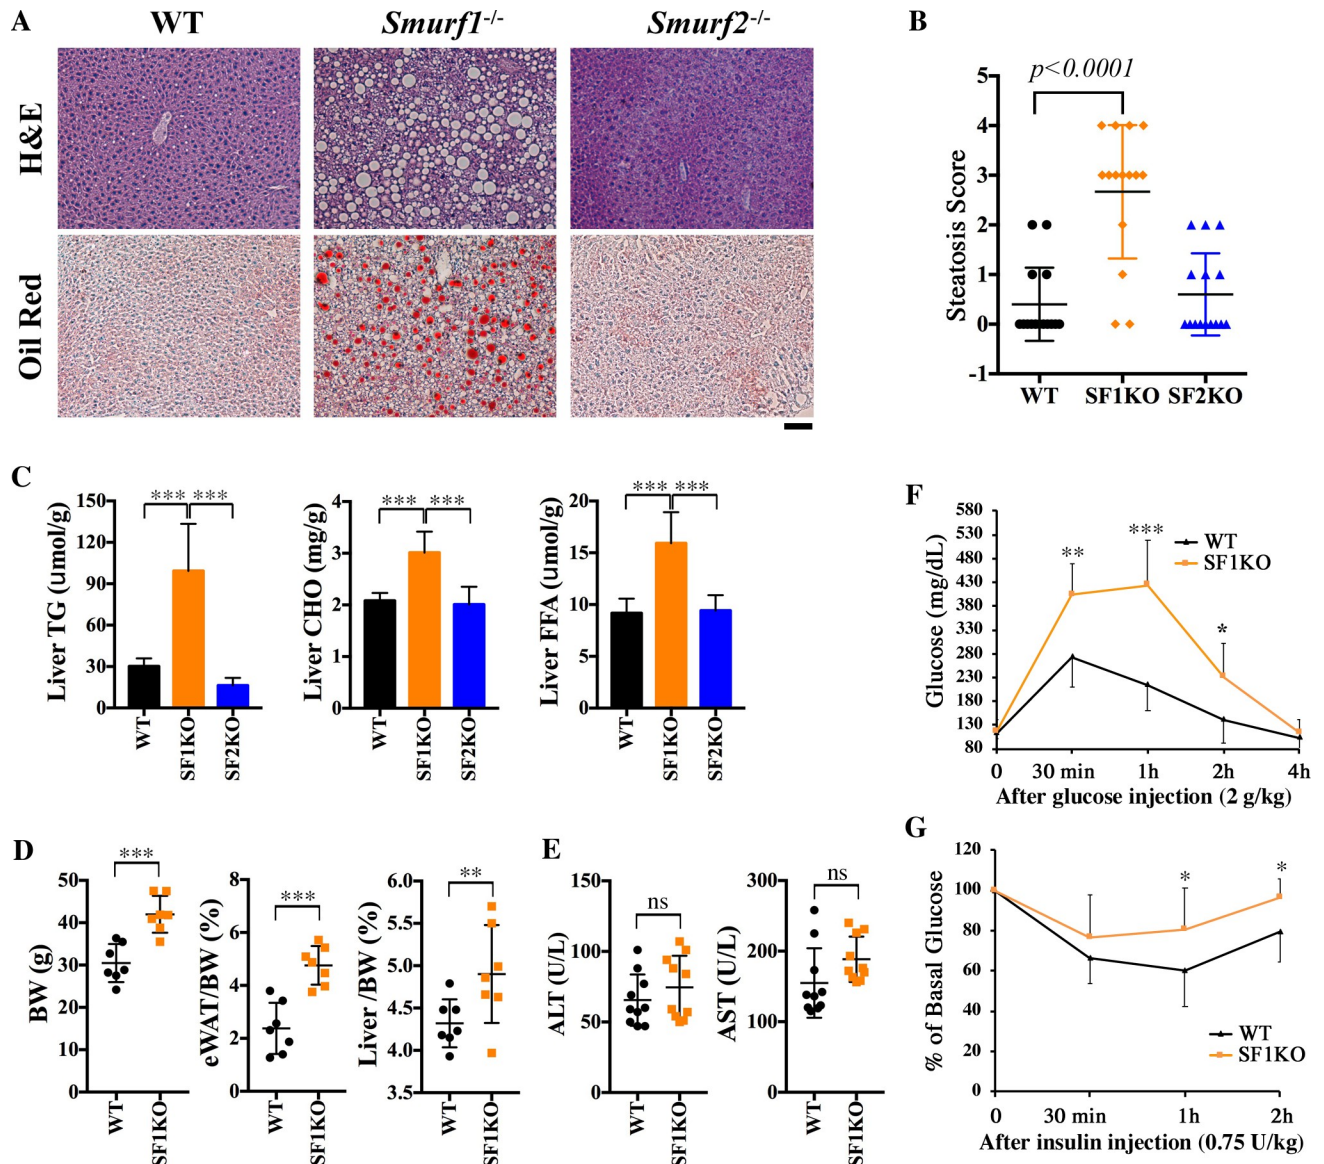 A
WT
Smurf1-/-
Smurf2-/-
H&E
Oil Red
B
p<0.0001
Steatosis Score
5
4
3
2
1
0
-1
WT
SF1KO
SF2KO
C
Liver TG (umol/g)
150
120
90
60
30
0
*** ***
WT
SF1KO
SF2KO
Liver CHO (mg/g)
4
3
2
1
0
*** ***
WT
SF1KO
SF2KO
Liver FFA (umol/g)
20
15
10
5
0
*** ***
WT
SF1KO
SF2KO
D
BW (g)
50
40
30
20
10
0
***
WT
SF1KO
eWAT/BW (%)
8
6
4
2
0
***
WT
SF1KO
Liver /BW (%)
6.0
5.5
5.0
4.5
4.0
3.5
**
WT
SF1KO
E
ALT (U/L)
150
100
50
0
ns
WT
SF1KO
AST (U/L)
300
200
100
0
ns
WT
SF1KO
F
Glucose (mg/dL)
580
530
480
430
380
330
280
230
180
130
80
**
***
*
WT
SF1KO
0
30 min
1h
2h
4h
After glucose injection (2 g/kg)
G
% of Basal Glucose
120
100
80
60
40
20
0
*
*
WT
SF1KO
0
30 min
1h
2h
After insulin injection (0.75 U/kg)